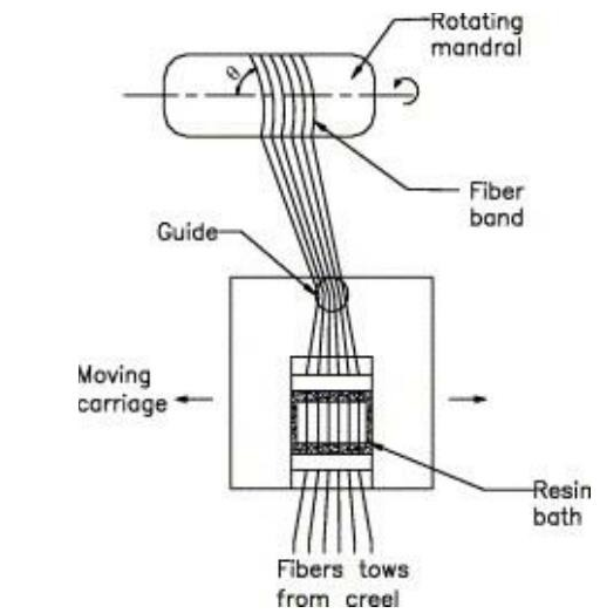 Rotating
mandral
θ
Fiber
band
Guide
Moving
carriage
Resin
bath
Fibers tows
from creel